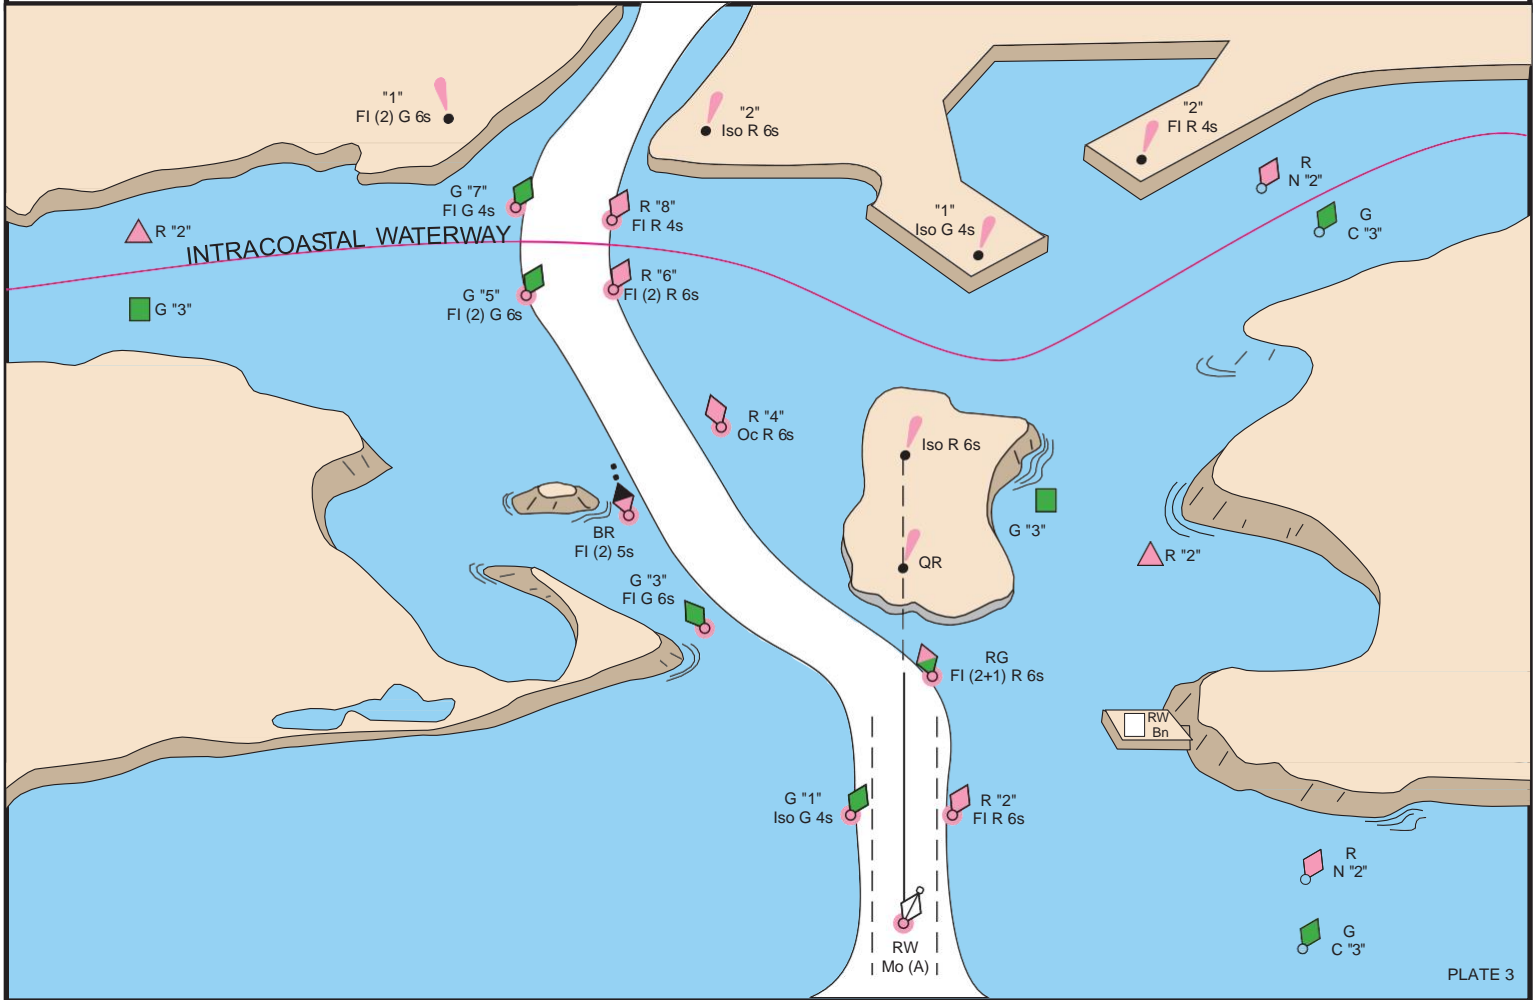 "1"
Fl (2) G 6s
"2"
Iso R 6s
"2"
Fl R 4s
R
N "2"
G
C "3"
"1"
Iso G 4s
G "7"
Fl G 4s
R "8"
Fl R 4s
R "2"
INTRACOASTAL WATERWAY
G "3"
G "5"
Fl (2) G 6s
R "6"
Fl (2) R 6s
R "4"
Oc R 6s
Iso R 6s
G "3"
BR
Fl (2) 5s
QR
R "2"
G "3"
Fl G 6s
RG
Fl (2+1) R 6s
RW
Bn
G "1"
Iso G 4s
R "2"
Fl R 6s
R
N "2"
G
C "3"
RW
Mo (A)
PLATE 3